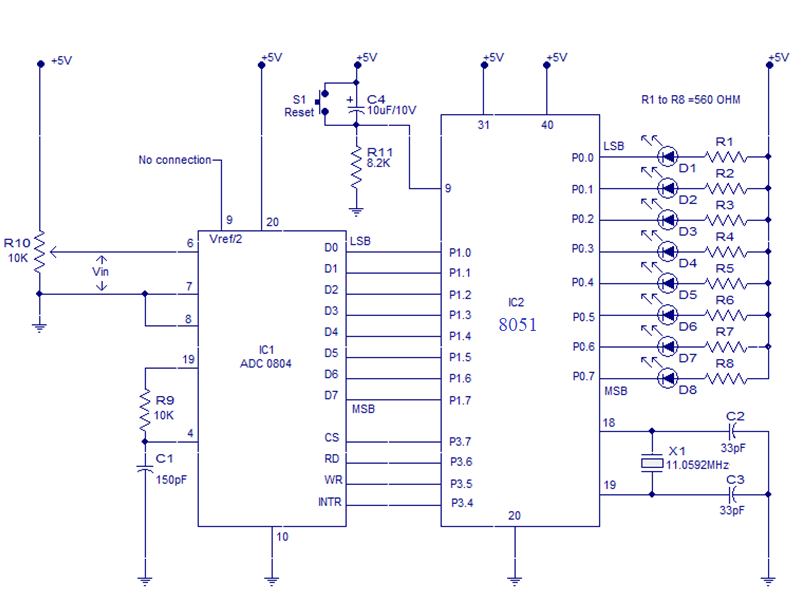 +5V
+5V
+5V
+5V
+5V
+5V
S1
Reset
+
C4
10uF/10V
R1 to R8 =560 OHM
31
40
R11
8.2K
No connection
9
LSB
P0.0
D1
R1
P0.1
D2
R2
P0.2
D3
R3
P0.3
D4
R4
P0.4
D5
R5
P0.5
D6
R6
P0.6
D7
R7
P0.7
D8
R8
MSB
R10
10K
Vin
9
20
Vref/2
6
7
8
19
4
IC1
ADC 0804
D0
LSB
P1.0
D1
P1.1
D2
P1.2
D3
P1.3
D4
P1.4
D5
P1.5
D6
P1.6
D7
MSB
P1.7
CS
P3.7
RD
P3.6
WR
P3.5
INTR
P3.4
IC2
8051
R9
10K
C1
150pF
18
19
X1
11.0592MHz
C2
33pF
C3
33pF
20
10